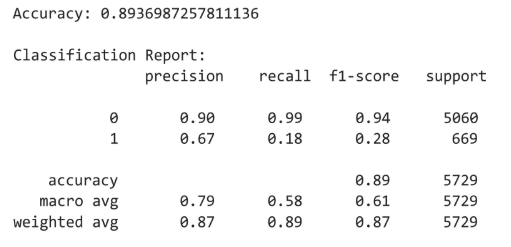 Accuracy: 0.8936987257811136
Classification Report:
precision recall f1-score support
0 0.90 0.99 0.94 5060
1 0.67 0.18 0.28 669
accuracy 0.89 5729
macro avg 0.79 0.58 0.61 5729
weighted avg 0.87 0.89 0.87 5729